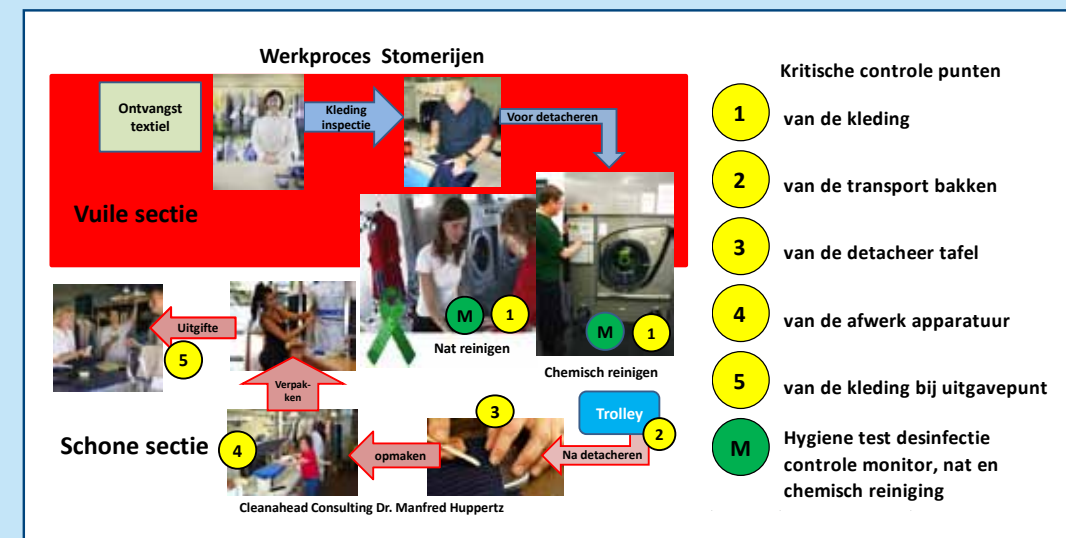 Werkproces Stomerijen
Ontvangst
textiel
Kleding
inspectie
Voor detacheren
Vuile sectie
M
1
Nat reinigen
M
1
Chemisch reinigen
Uitgifte
5
Verpak-
ken
Trolley
2
3
Na detacheren
Schone sectie
4
opmaken
Cleanahead Consulting Dr. Manfred Huppertz
Kritische controle punten
1
van de kleding
2
van de transport bakken
3
van de detacheer tafel
4
van de afwerk apparatuur
5
van de kleding bij uitgavepunt
M
Hygiene test desinfectie
controle monitor, nat en
chemisch reiniging